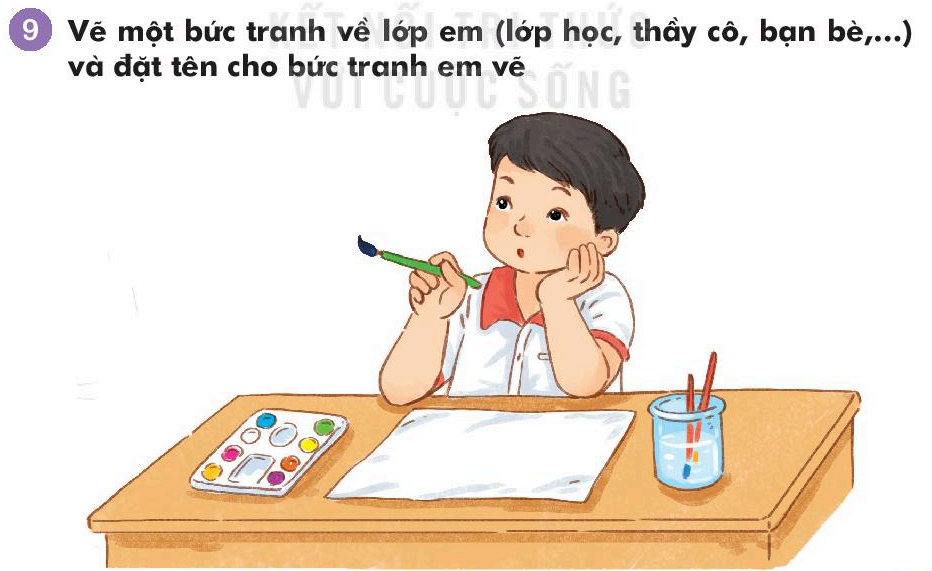 9 Vẽ một bức tranh về lớp em (lớp học, thầy cô, bạn bè,...)
và đặt tên cho bức tranh em vẽ
KẾT NỐI TRI THỨC
VỚI CUỘC SỐNG